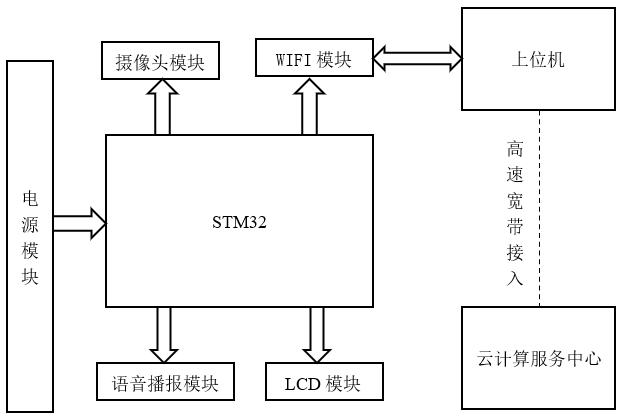 摄像头模块
WIFI 模块
上位机
电源模块
STM32
高速宽带接入
语音播报模块
LCD 模块
云计算服务中心